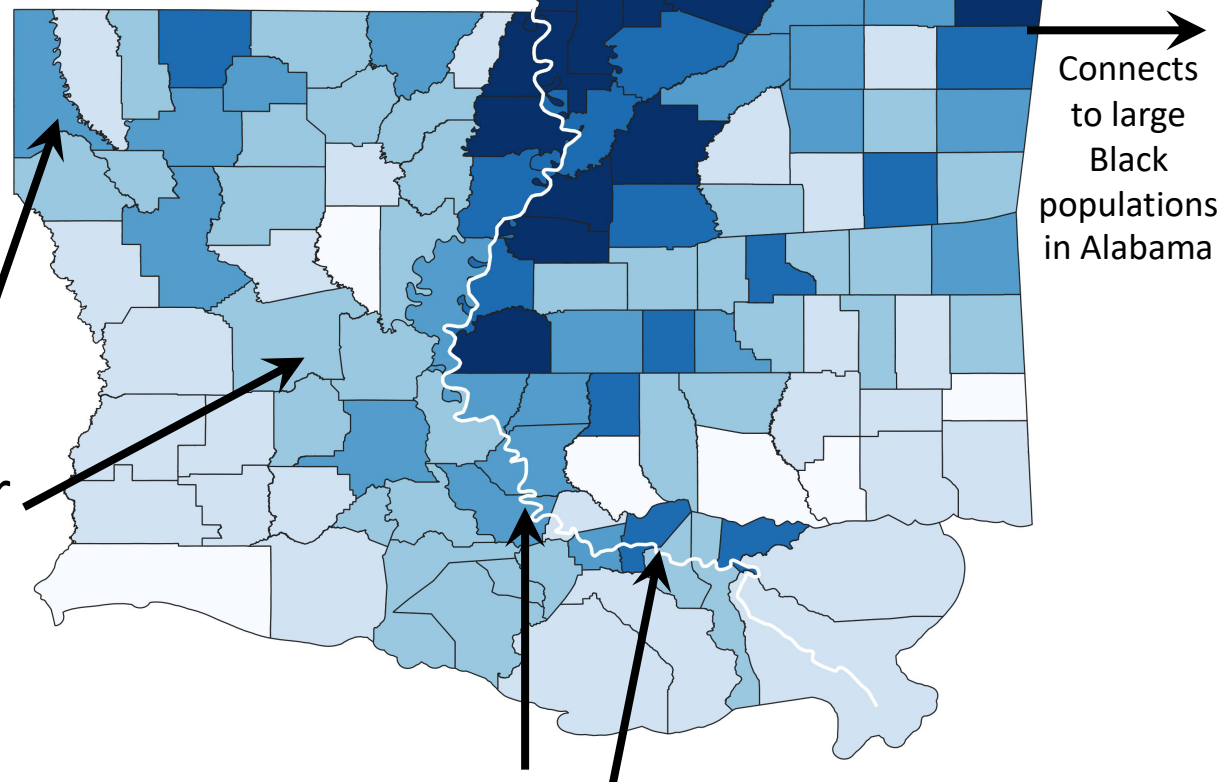 Connects
to large
Black
populations
in Alabama
r